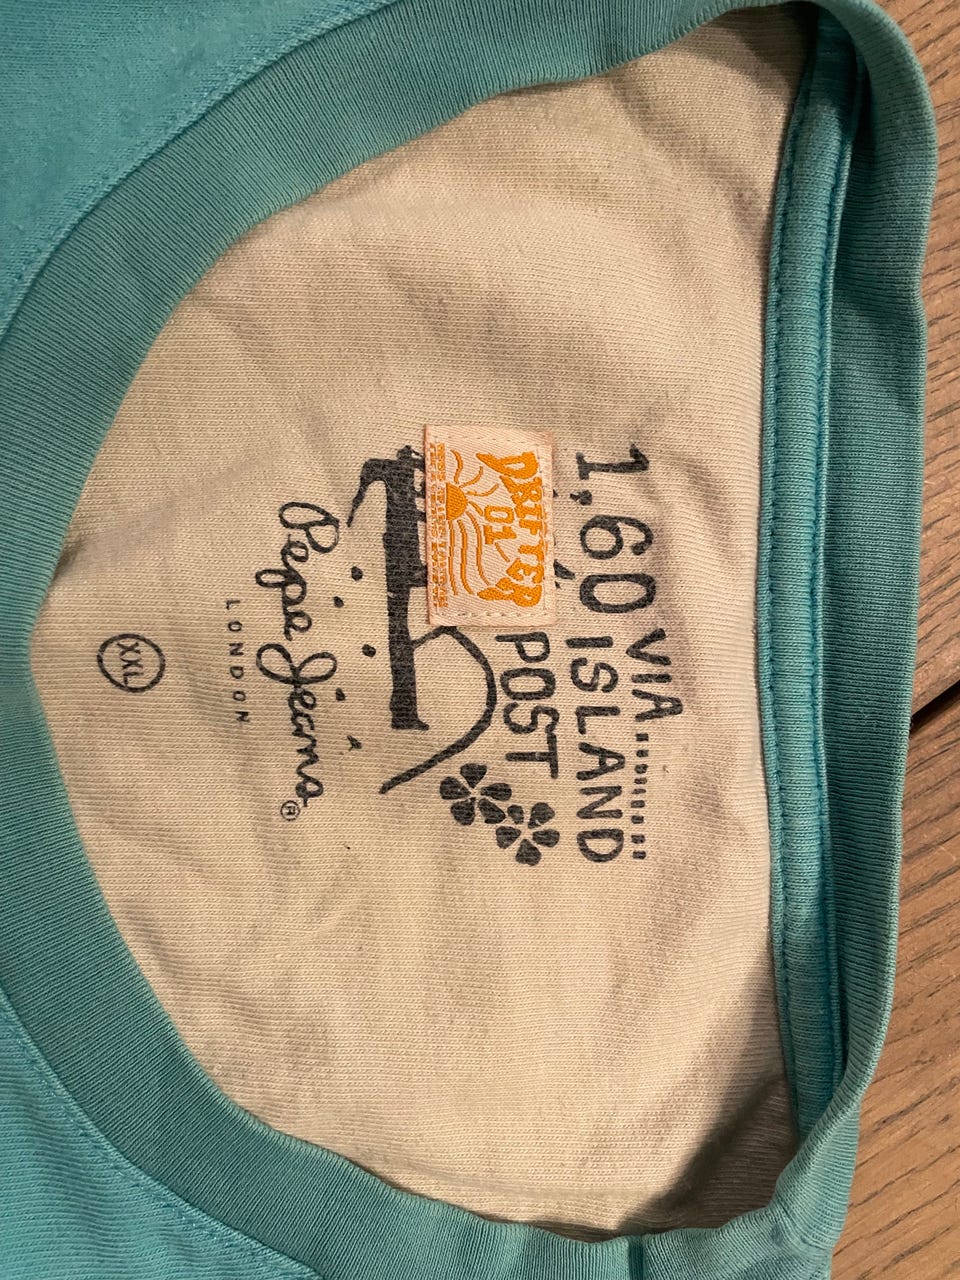 1,60 VIA
ISLAND
POST
DRIFTER
01
Pepe Jeans®
LONDON
XXL